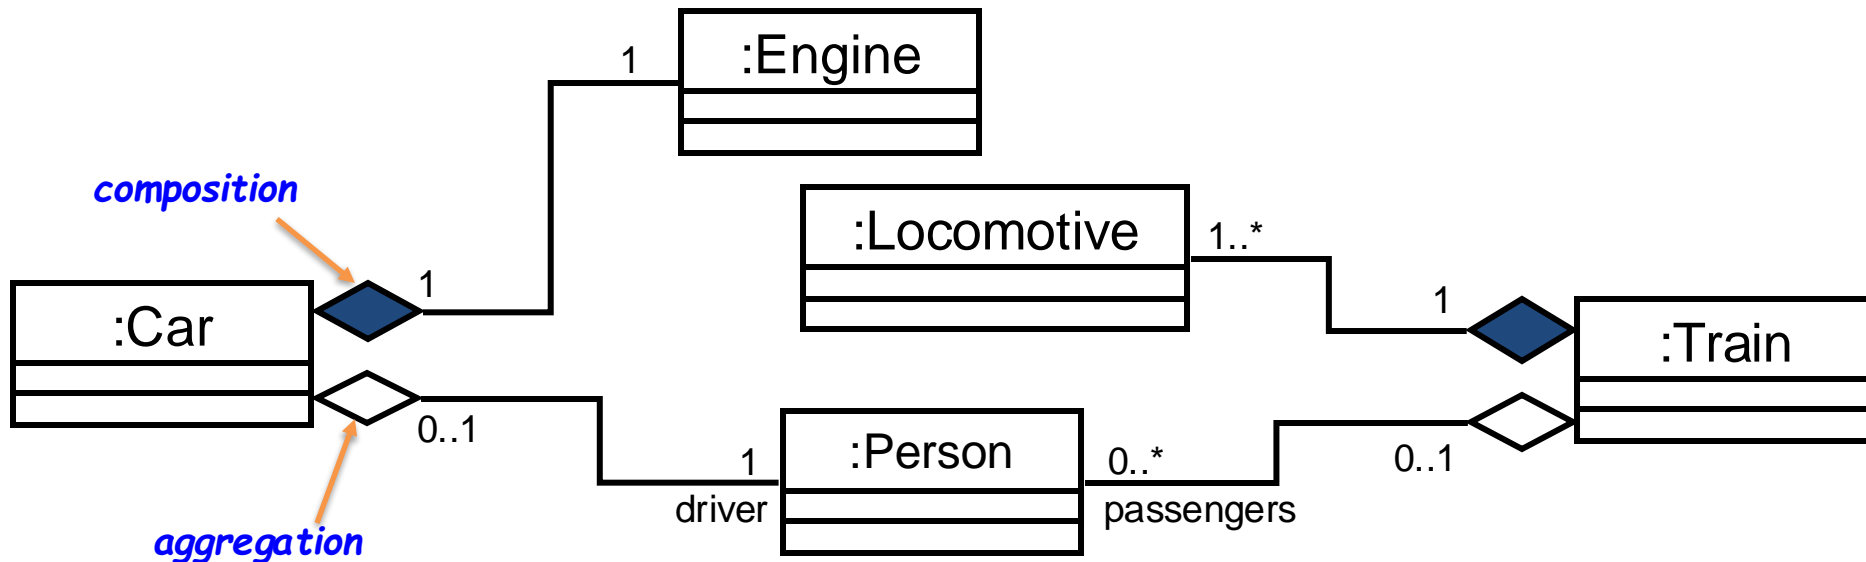 :Engine
1
composition
:Locomotive
1..*
1
1
:Car
:Train
0..1
1
:Person
0..*
0..1
driver
passengers
aggregation